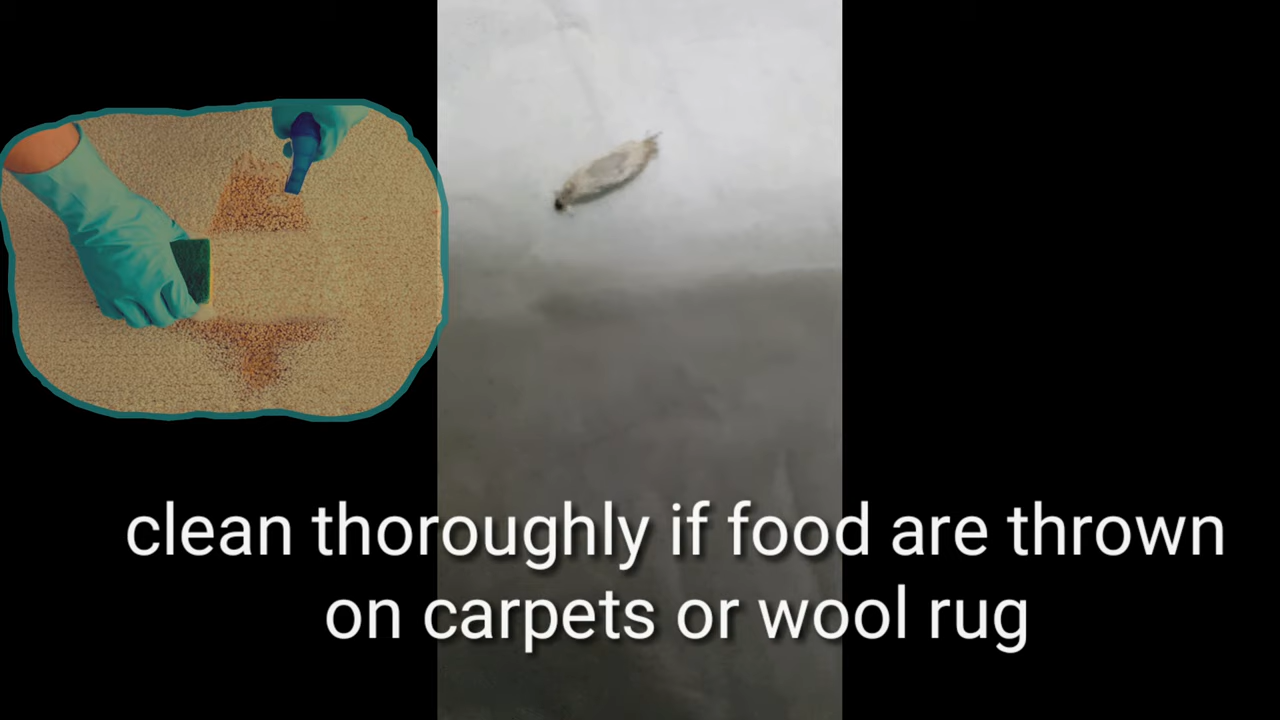 clean thoroughly if food are thrown
on carpets or wool rug